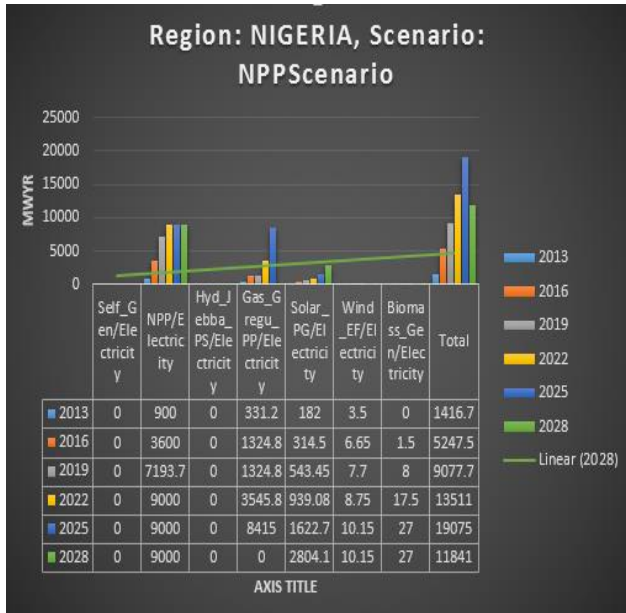 Region: NIGERIA, Scenario:
NPPScenario
25000
20000
15000
10000
5000
0
MWYR
Self_G NPP/E Hyd_J Gas_G Solar_ Wind Bioma Total
en/Ele lectric ebba_ regu_ PG/El _EF/El ss_Ge
ctricit ity PS/Ele PP/Ele ectrici ectrici n/Elec
y ctricit ctricit ty ty tricity
y y
2013 0 900 0 331.2 182 3.5 0 1416.7
2016 0 3600 0 1324.8 314.5 6.65 1.5 5247.5
2019 0 7193.7 0 1324.8 543.45 7.7 8 9077.7
2022 0 9000 0 3545.8 939.08 8.75 17.5 13511
2025 0 9000 0 8415 1622.7 10.15 27 19075
2028 0 9000 0 0 2804.1 10.15 27 11841
AXIS TITLE
2013
2016
2019
2022
2025
2028
Linear (2028)